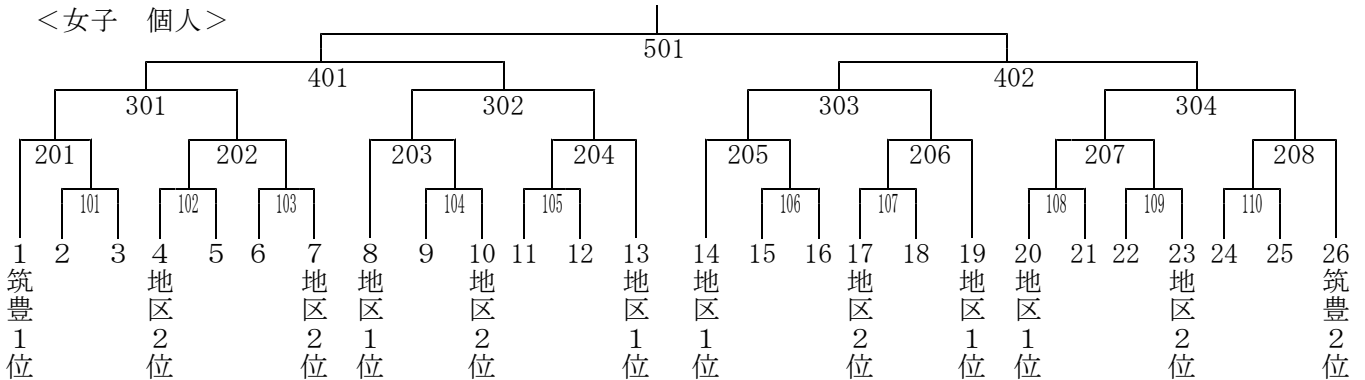 ＜女子　個人＞
501
401 402
301 302 303 304
201 202 203 204 205 206 207 208
101 102 103 104 105 106 107 108 109 110
1 2 3 4 5 6 7 8 9 10 11 12 13 14 15 16 17 18 19 20 21 22 23 24 25 26
筑豊１位
地区２位
地区２位
地区１位
地区２位
地区１位
地区１位
地区２位
地区１位
地区１位
地区２位
筑豊２位